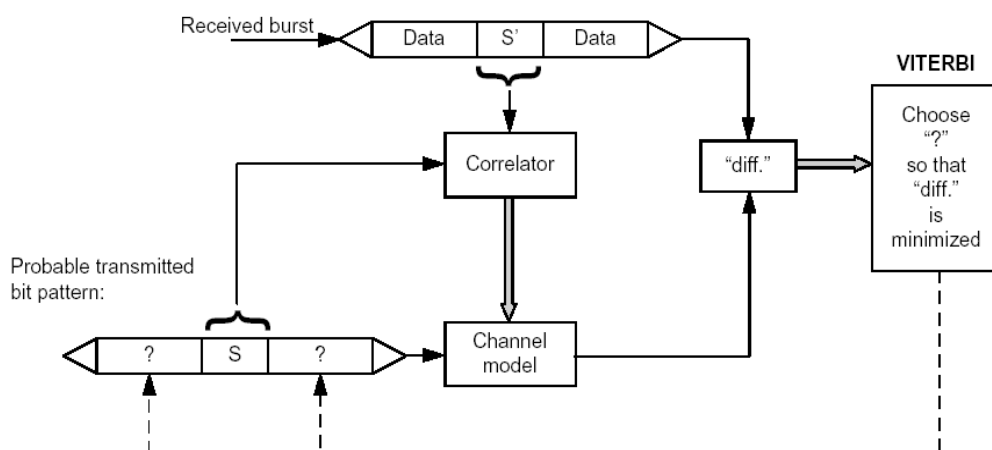 Received burst
Data
S’
Data
VITERBI
Choose
“?”
so that
“diff.”
is
minimized
Correlator
“diff.”
Probable transmitted
bit pattern:
?
S
?
Channel
model